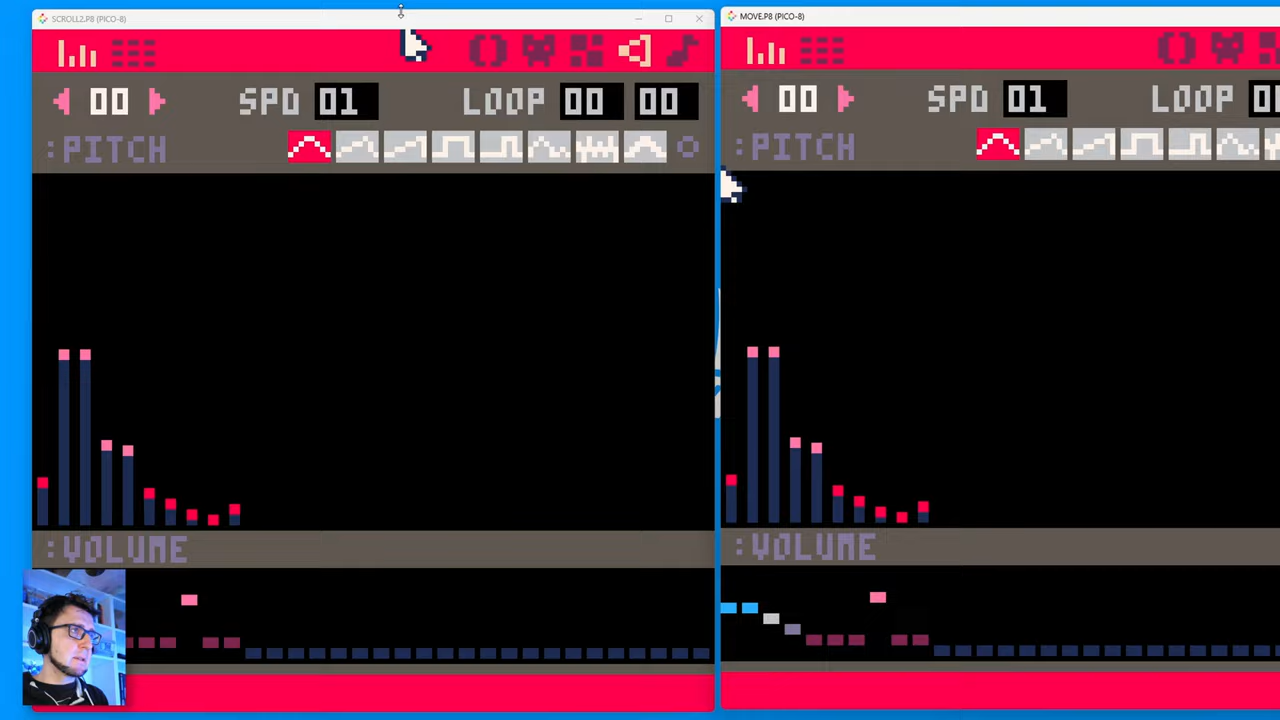 SCROLL2.P8 (PICO-8)
00 SPD 01 LOOP 00 00
:PITCH
:VOLUME
MOVE.P8 (PICO-8)
00 SPD 01 LOOP
:PITCH
:VOLUME